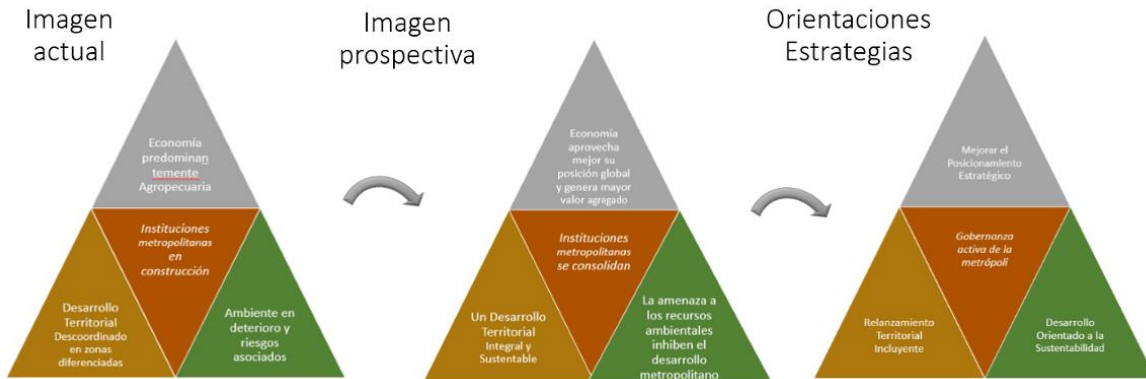 Imagen
actual
Economía
predominan
temente
Agropecuaria
Instituciones
metropolitanas
en
construcción
Desarrollo
Territorial
Descoordinado
en zonas
diferenciadas
Ambiente en
deterioro y
riesgos
asociados
Imagen
prospectiva
Economía
aprovecha
mejor su
posición global
y genera mayor
valor agregado
Instituciones
metropolitanas
se consolidan
Un Desarrollo
Territorial
Integral y
Sustentable
La amenaza a
los recursos
ambientales
inhiben el
desarrollo
metropolitano
Orientaciones
Estrategias
Mejorar el
Posicionamiento
Estratégico
Gobernanza
activa de la
metrópoli
Relanzamiento
Territorial
Incluyente
Desarrollo
Orientado a la
Sustentabilidad